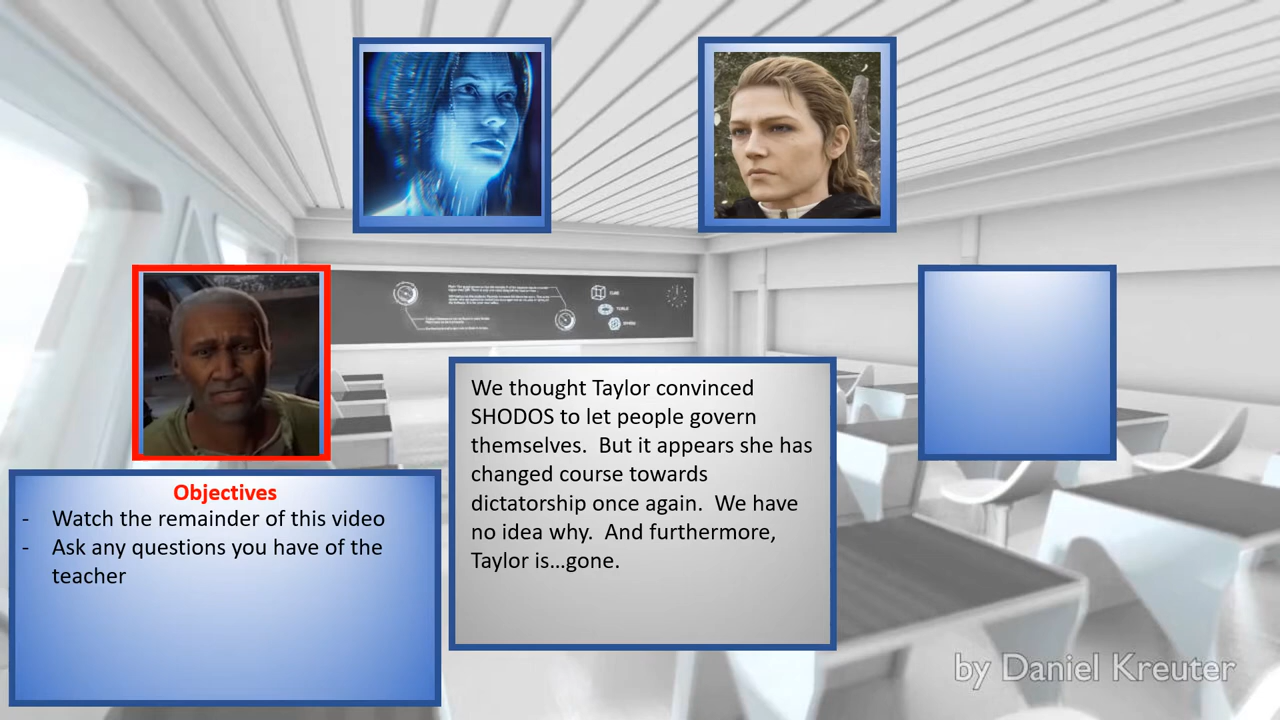 We thought Taylor convinced
SHODOS to let people govern
themselves.  But it appears she has
changed course towards
dictatorship once again.  We have
no idea why.  And furthermore,
Taylor is...gone.
Objectives
- Watch the remainder of this video
- Ask any questions you have of the
teacher
by Daniel Kreuter